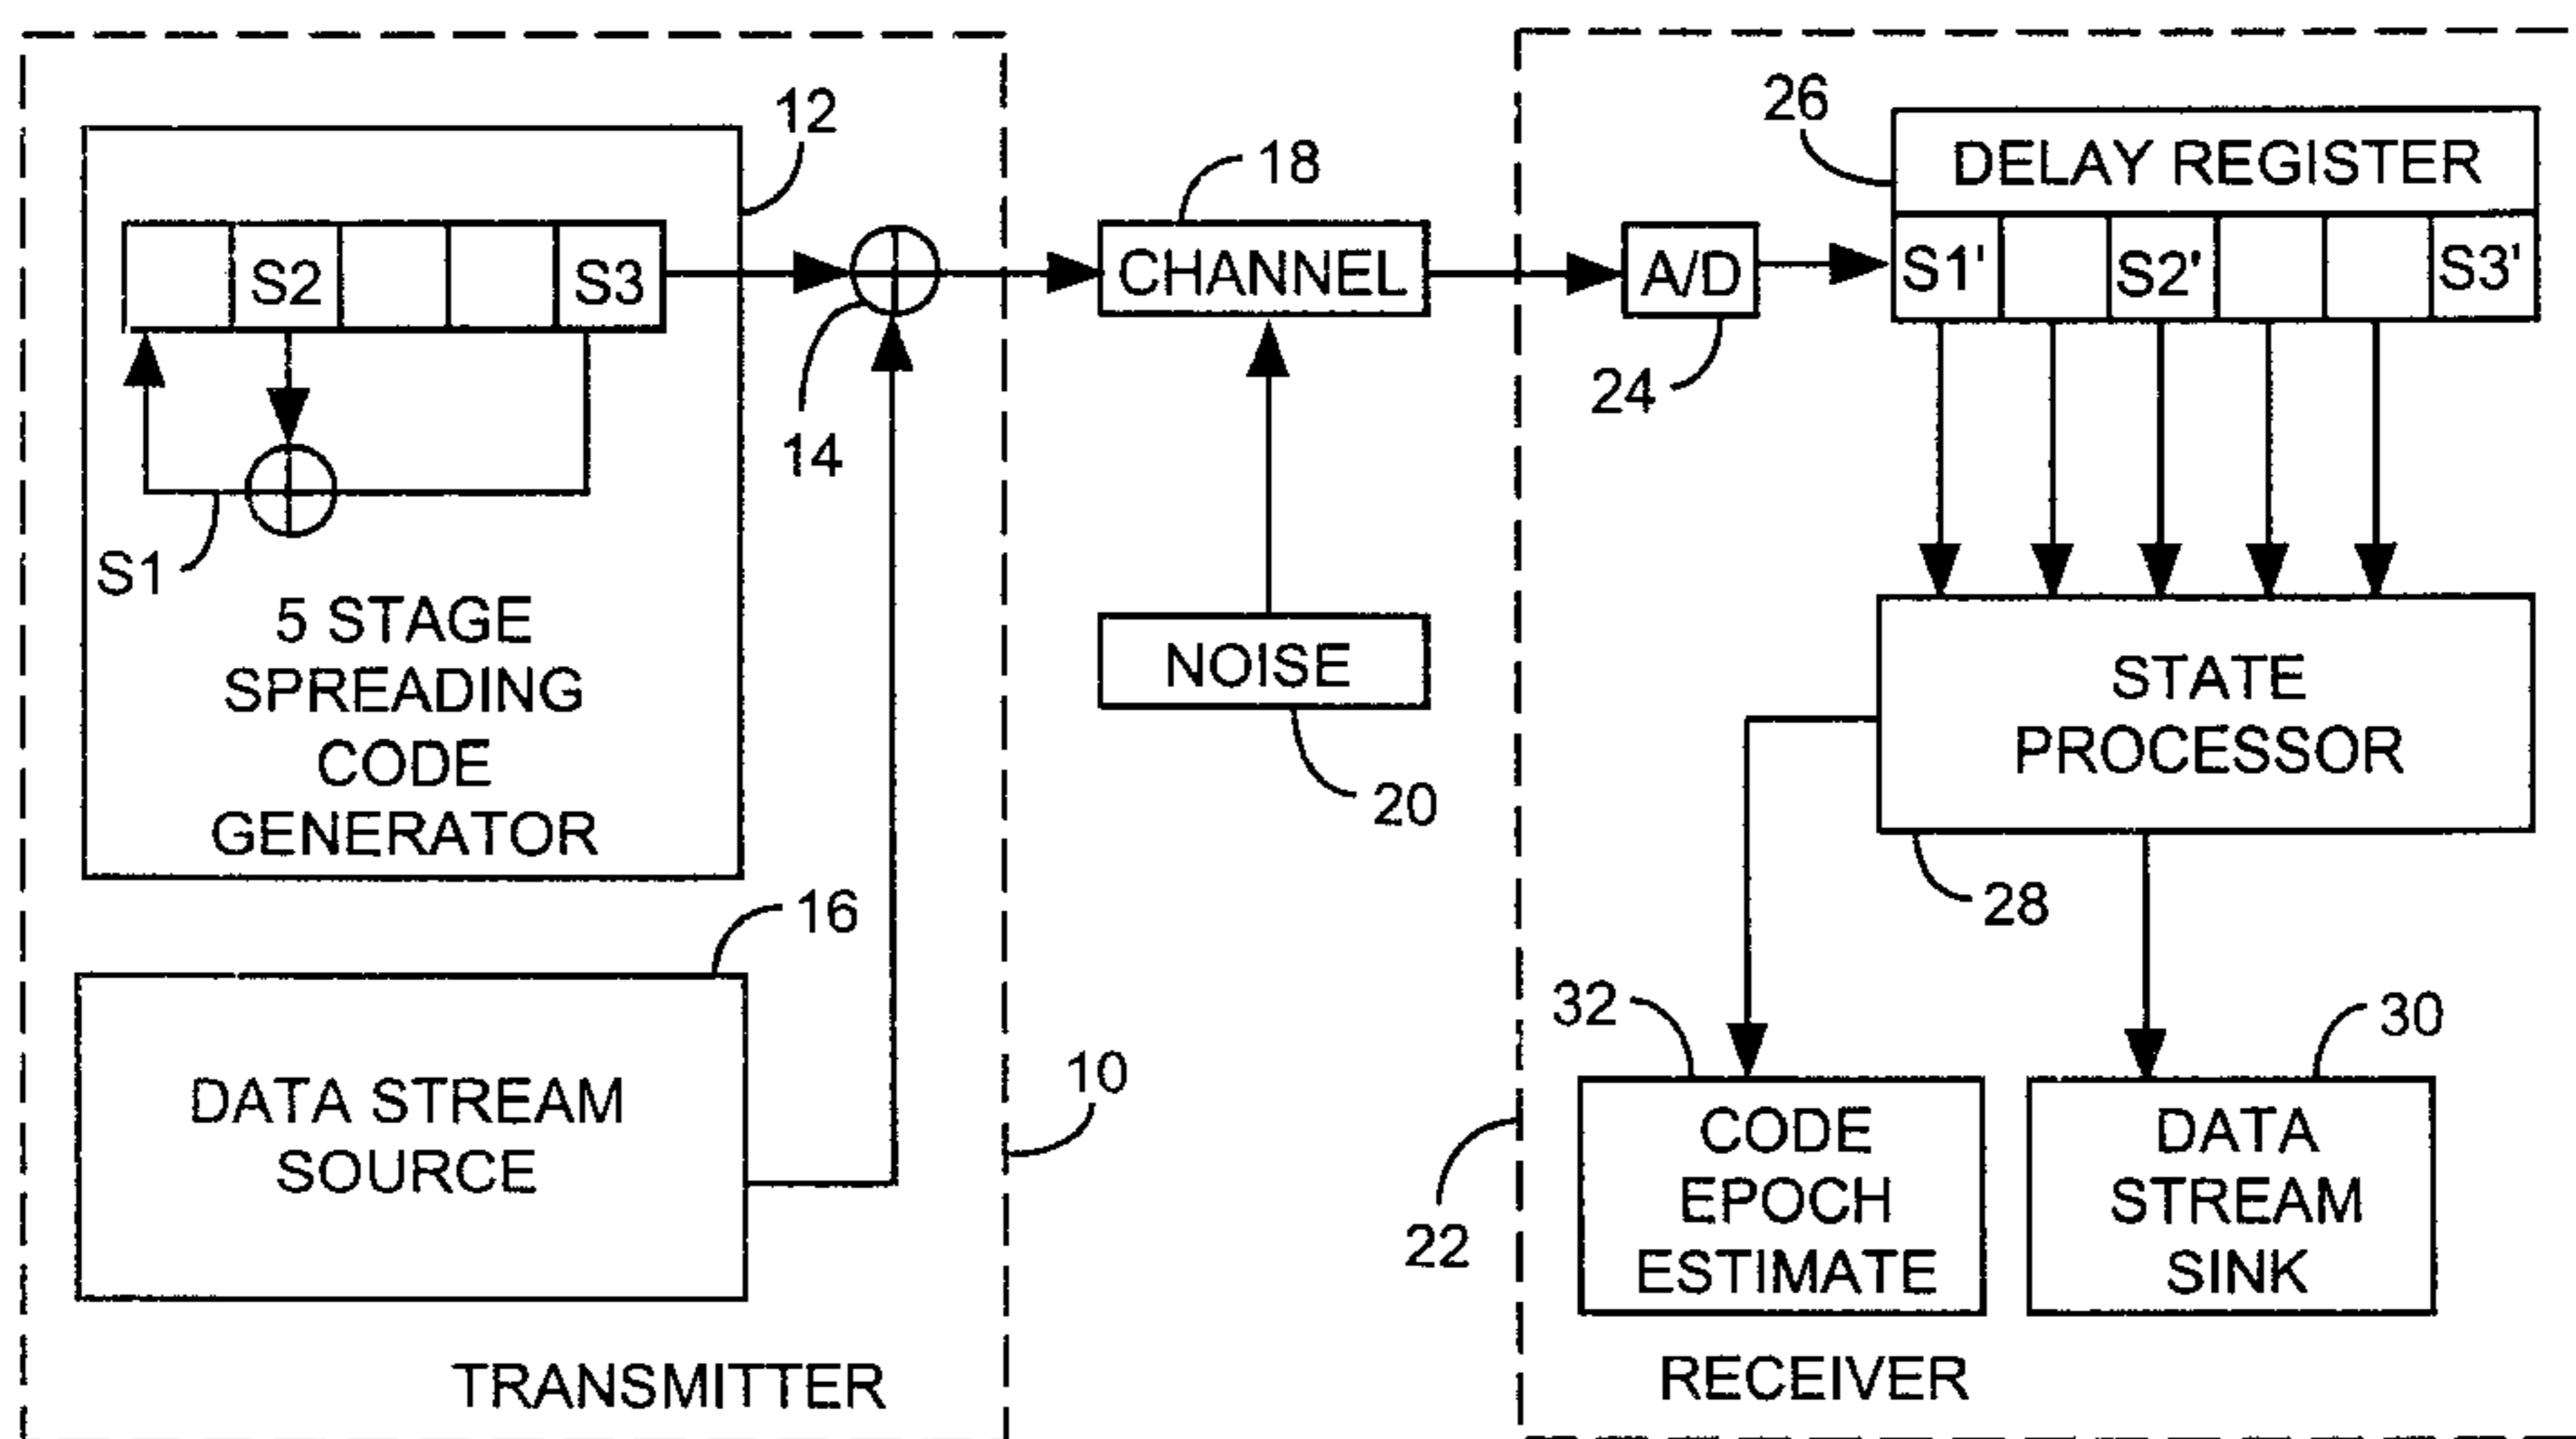 12
S2
S3
S1
5 STAGE
SPREADING
CODE
GENERATOR
14
16
DATA STREAM
SOURCE
10
TRANSMITTER
18
CHANNEL
NOISE
20
A/D
24
26
DELAY REGISTER
S1'
S2'
S3'
STATE
PROCESSOR
28
32
30
CODE
EPOCH
ESTIMATE
DATA
STREAM
SINK
22
RECEIVER